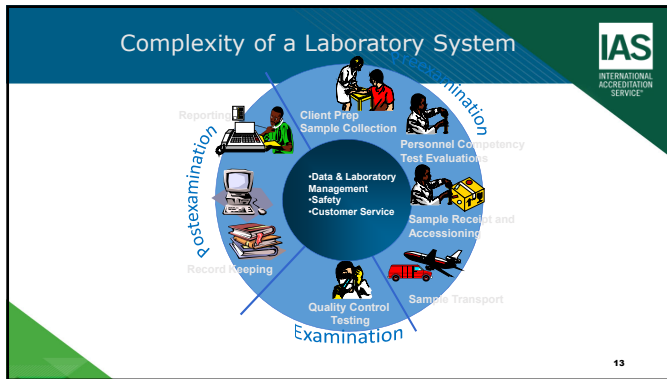 Complexity of a Laboratory System
IAS
INTERNATIONAL
ACCREDITATION
SERVICE®
Reporting
Client Prep
Sample Collection
Personnel Competency
Test Evaluations
•Data & Laboratory
Management
•Safety
•Customer Service
Sample Receipt and
Accessioning
Postexamination
Record Keeping
Sample Transport
Quality Control
Testing
Examination
13